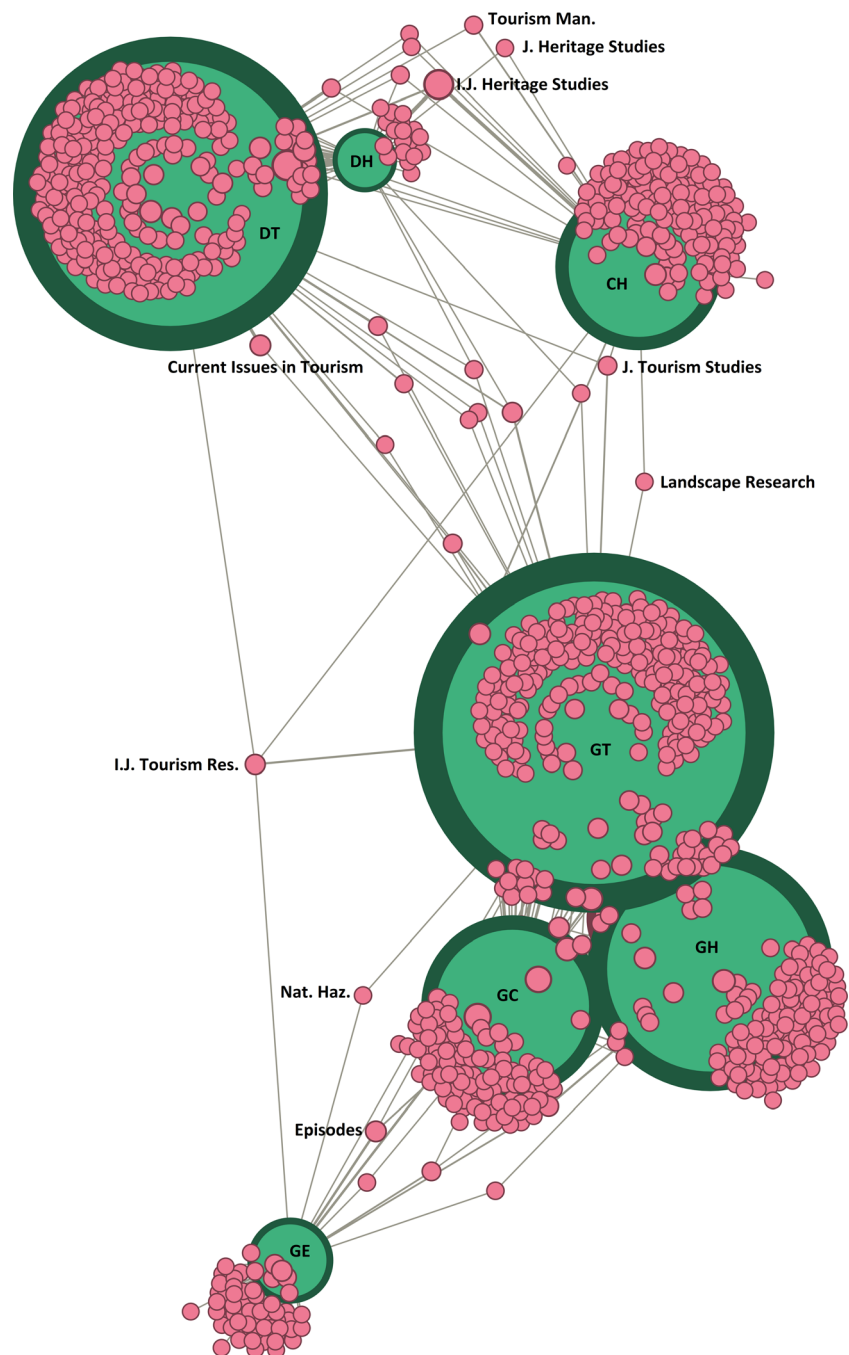 Tourism Man.
J. Heritage Studies
I.J. Heritage Studies
DH
DT
CH
Current Issues in Tourism
J. Tourism Studies
Landscape Research
GT
I.J. Tourism Res.
GH
Nat. Haz.
GC
Episodes
GE